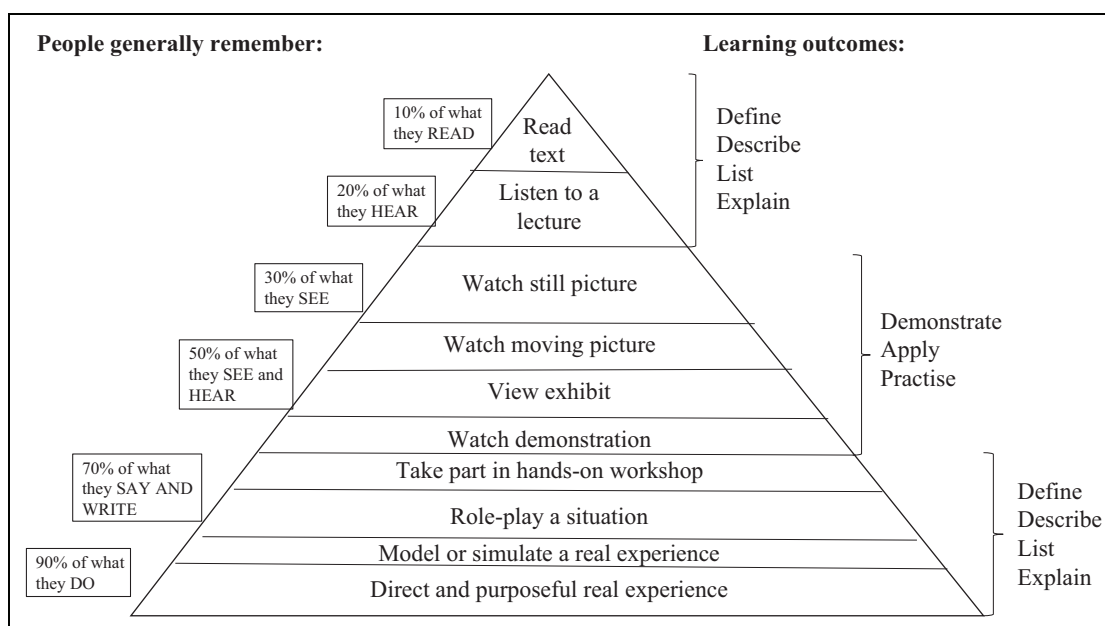 People generally remember:
Learning outcomes:
10% of what
they READ
Read
text
Define
Describe
List
Explain
20% of what
they HEAR
Listen to a
lecture
30% of what
they SEE
Watch still picture
Demonstrate
Apply
Practise
50% of what
they SEE and
HEAR
Watch moving picture
View exhibit
Watch demonstration
70% of what
they SAY AND
WRITE
Take part in hands-on workshop
Role-play a situation
Define
Describe
List
Explain
90% of what
they DO
Model or simulate a real experience
Direct and purposeful real experience